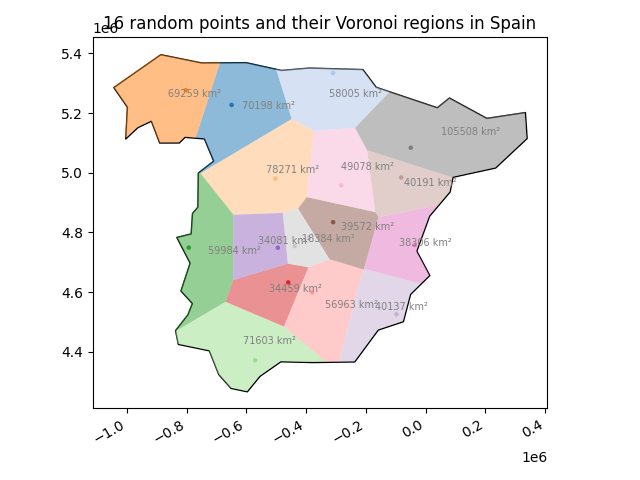 16 random points and their Voronoi regions in Spain
1e6
5.4
5.2
5.0
4.8
4.6
4.4
69259 km²
70198 km²
58005 km²
105508 km²
78271 km²
49078 km²
40191 km²
39572 km²
34081 km²
18384 km²
38396 km²
59984 km²
34459 km²
56963 km²
40137 km²
71603 km²
−1.0
−0.8
−0.6
−0.4
−0.2
0.0
0.2
0.4
1e6